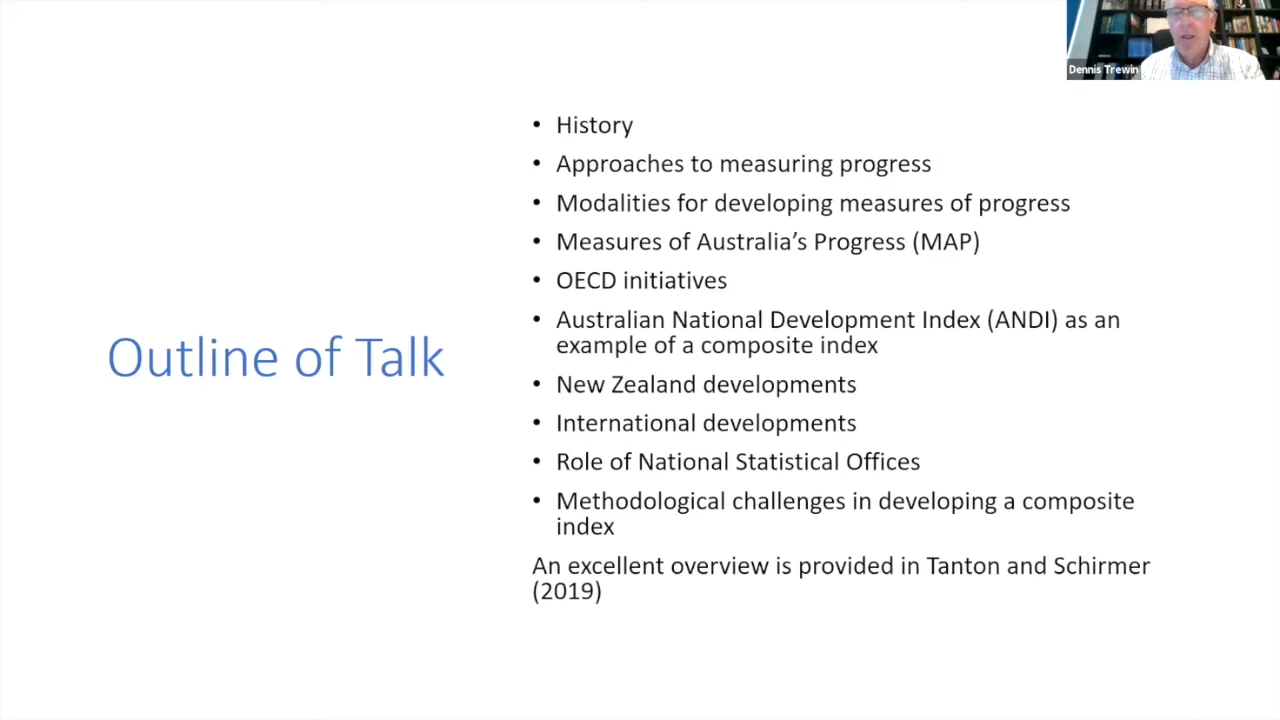 Dennis Trewin
• History
• Approaches to measuring progress
• Modalities for developing measures of progress
• Measures of Australia’s Progress (MAP)
• OECD initiatives
• Australian National Development Index (ANDI) as an
example of a composite index
• New Zealand developments
• International developments
• Role of National Statistical Offices
• Methodological challenges in developing a composite
index
An excellent overview is provided in Tanton and Schirmer
(2019)
Outline of Talk